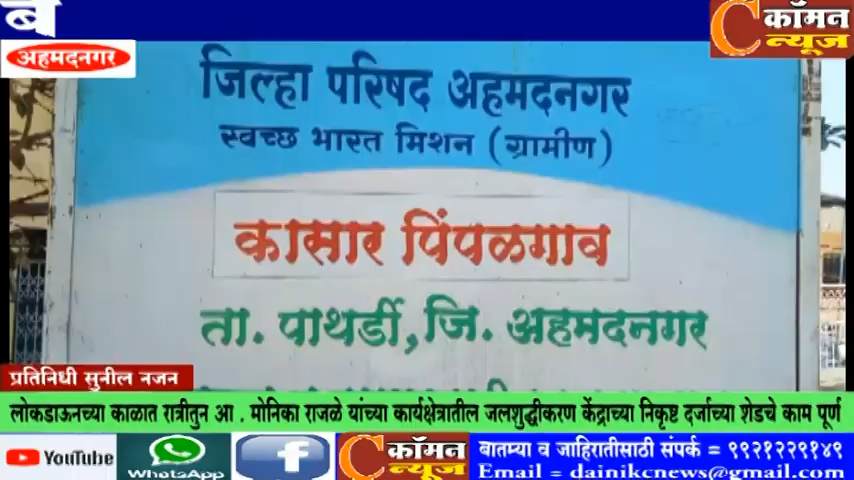 ब
कॉमन
न्यूज
अहमदनगर
जिल्हा परिषद अहमदनगर
स्वच्छ भारत मिशन (ग्रामीण)
कासार पिंपळगाव
ता. पाथर्डी, जि. अहमदनगर
प्रतिनिधी सुनील नजन
लोकडाऊनच्या काळात रात्रीतुन आ . मोनिका राजळे यांच्या कार्यक्षेत्रातील जलशुद्धीकरण केंद्राच्या निकृष्ट दर्जाच्या शेडचे काम पूर्ण
YouTube
WhatsApp
f
कॉमन
न्यूज
बातम्या व जाहिरातीसाठी संपर्क = ९९२१२२९१४९
Email = dainikcnews@gmail.com